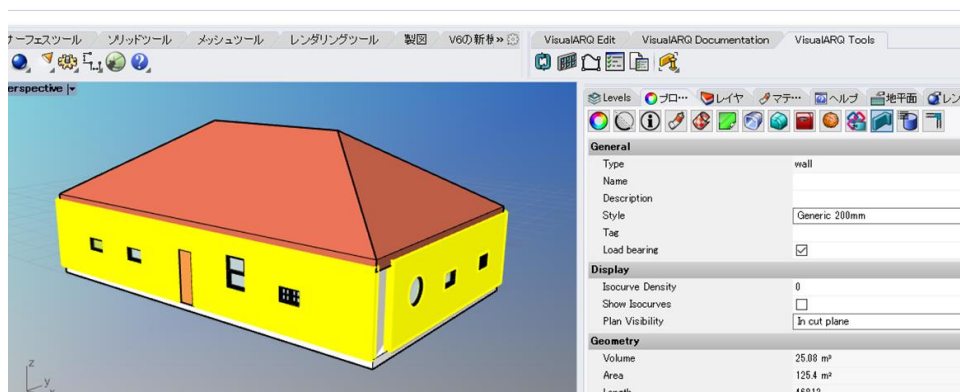 ーフェスツール ソリッドツール メッシュツール レンダリングツール 製図 V6の新 VisualARQ Edit VisualARQ Documentation VisualARQ Tools
erspective
Levels プロ… レイヤ マテ… ヘルプ 地平面 レン
General
Type wall
Name
Description
Style Generic 200mm
Tag
Load bearing
Display
Isocurve Density 0
Show Isocurves
Plan Visibility In cut plane
Geometry
Volume 25.08 m³
Area 125.4 m²
z
y